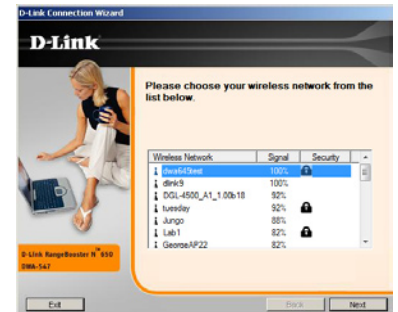 D-Link Connection Wizard
D-Link
Please choose your wireless network from the
list below.
Wireless Network Signal Security
dwa645test 100%
dlink9 100%
DGL-4500_A1_1.00b18 92%
tuesday 92%
Jungo 88%
Lab1 82%
GeorgeAP22 82%
D-Link RangeBooster N™ 650
DWA-547
Exit Back Next